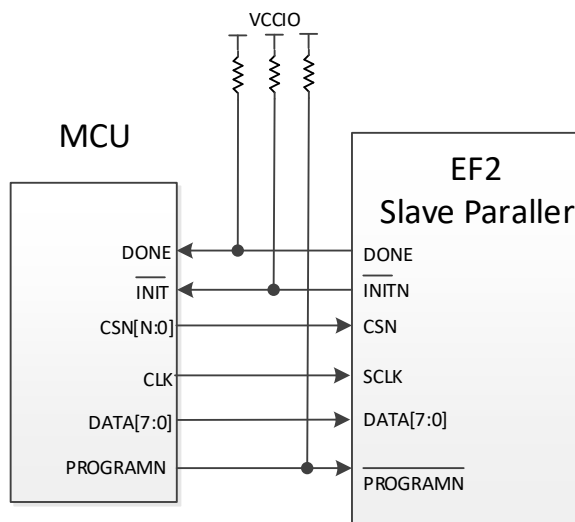 VCCIO
MCU
EF2
Slave Paraller
DONE
DONE
INIT
INITN
CSN[N:0]
CSN
CLK
SCLK
DATA[7:0]
DATA[7:0]
PROGRAMN
PROGRAMN